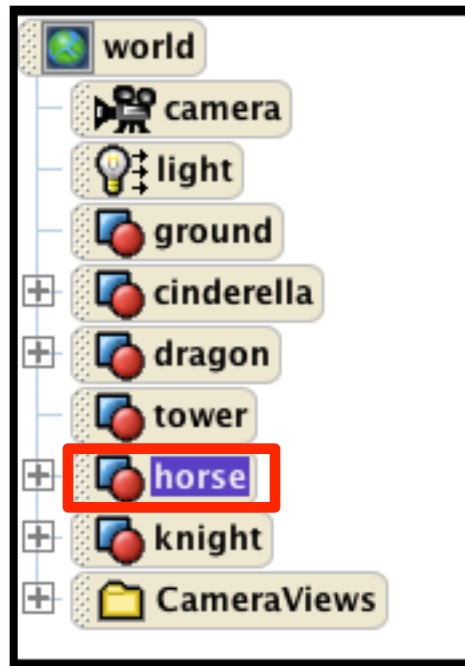 world
camera
light
ground
cinderella
dragon
tower
horse
knight
CameraViews